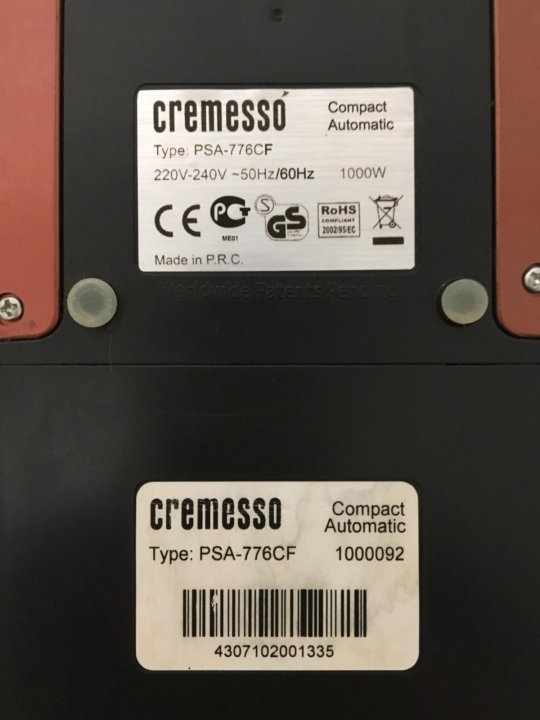 cremesso
Compact
Automatic
Type: PSA-776CF
220V-240V ~50Hz/60Hz 1000W
CE PCT S GS RoHS
COMPLIANT
2002/95/EC
ME01
Made in P.R.C.
Worldwide Patents Pending
cremesso
Compact
Automatic
Type: PSA-776CF 1000092
4307102001335